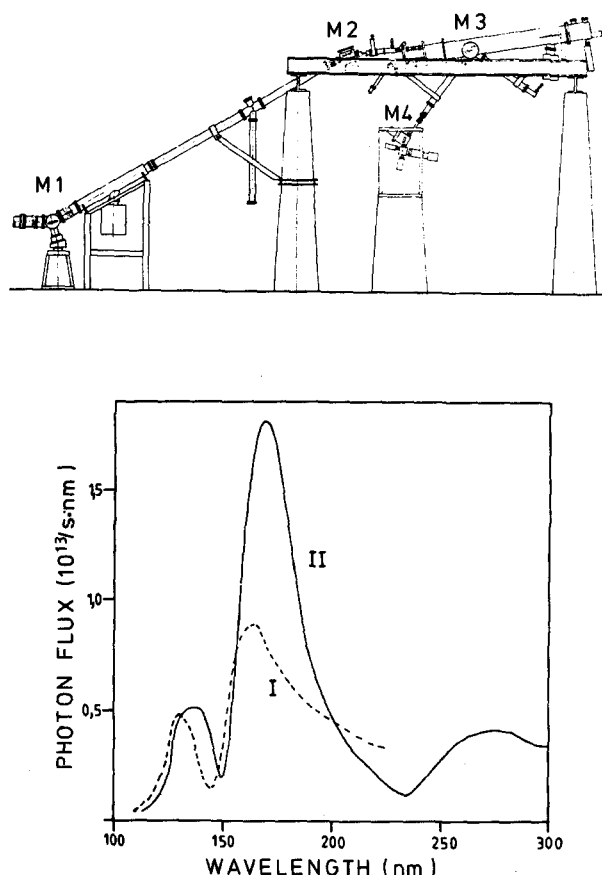 M2 M3
M4
M1
PHOTON FLUX (10¹³/s·nm)
1,5
1,0
0,5
II
I
100 150 200 250 300
WAVELENGTH (nm)